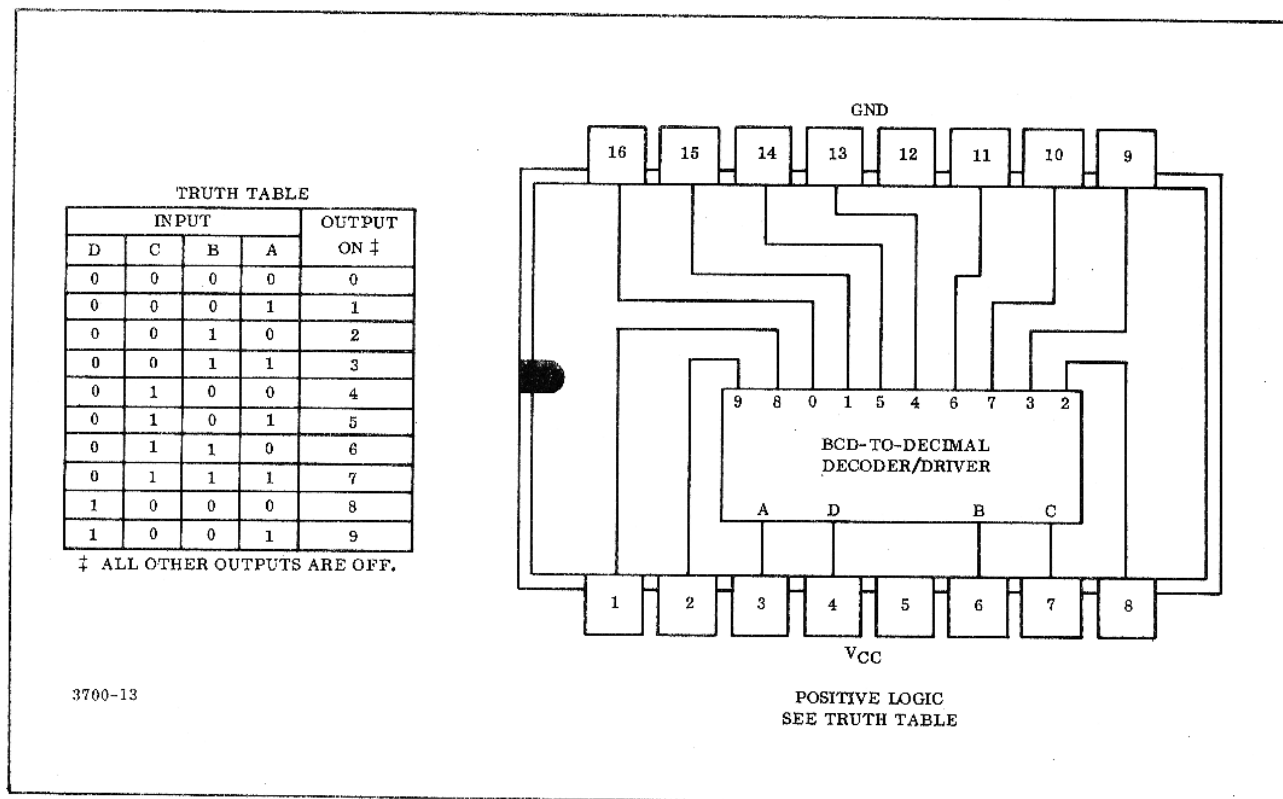 TRUTH TABLE
INPUT OUTPUT
D C B A ON ‡
0 0 0 0 0
0 0 0 1 1
0 0 1 0 2
0 0 1 1 3
0 1 0 0 4
0 1 0 1 5
0 1 1 0 6
0 1 1 1 7
1 0 0 0 8
1 0 0 1 9
‡ ALL OTHER OUTPUTS ARE OFF.
3700-13
GND
16 15 14 13 12 11 10 9
9 8 0 1 5 4 6 7 3 2
BCD-TO-DECIMAL
DECODER/DRIVER
A D B C
1 2 3 4 5 6 7 8
VCC
POSITIVE LOGIC
SEE TRUTH TABLE